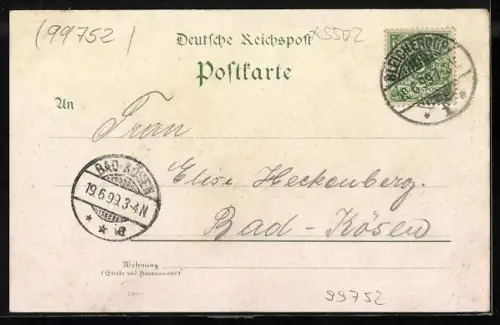 (99752)
x5502
Deutsche Reichspost
Postkarte
BLEICHERODE
An
Frau
BAD-KÖSEN
19.6.99.3-4N
* * a
Elise Heckenberg.
Bad-Kösen
Wohnung
(Straße und Hausnummer)
99752